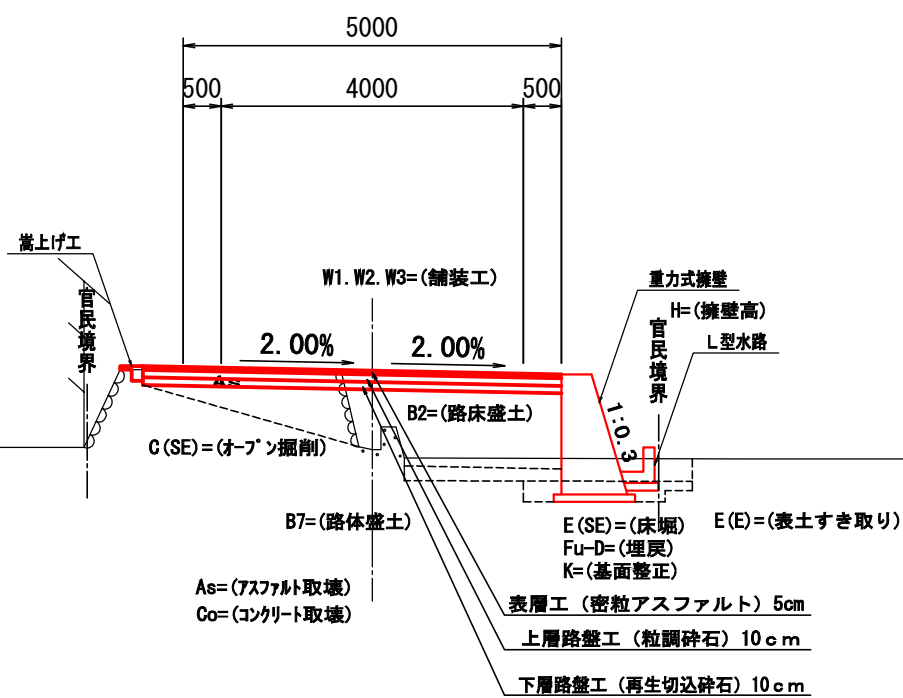 5000
500
4000
500
嵩上げ工
官民境界
W1.W2.W3=(舗装工)
重力式擁壁
H=(擁壁高)
官民境界
L型水路
2.00%
2.00%
1:0.3
B2=(路床盛土)
C(SE)=(オープン掘削)
B7=(路体盛土)
E(SE)=(床堀)
Fu-D=(埋戻)
K=(基面整正)
E(E)=(表土すき取り)
As=(アスファルト取壊)
Co=(コンクリート取壊)
表層工（密粒アスファルト）5cm
上層路盤工（粒調砕石）10ｃｍ
下層路盤工（再生切込砕石）10ｃｍ